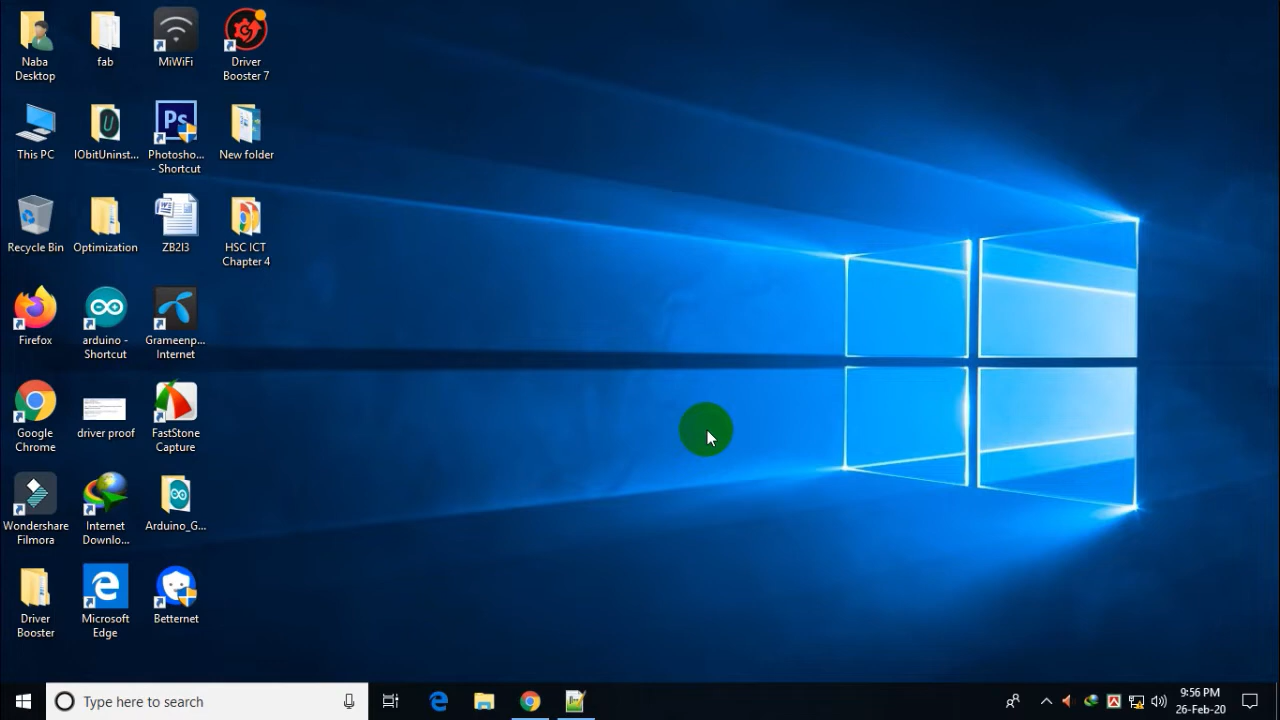 Naba
Desktop
fab
MiWiFi
Driver
Booster 7
This PC
IObitUninst...
Ps
Photosho...
- Shortcut
New folder
Recycle Bin
Optimization
ZB2I3
HSC ICT
Chapter 4
Firefox
arduino -
Shortcut
Grameenp...
Internet
Google
Chrome
driver proof
FastStone
Capture
Wondershare
Filmora
Internet
Downlo...
Arduino_G...
Driver
Booster
Microsoft
Edge
Betternet
Type here to search
9:56 PM
26-Feb-20